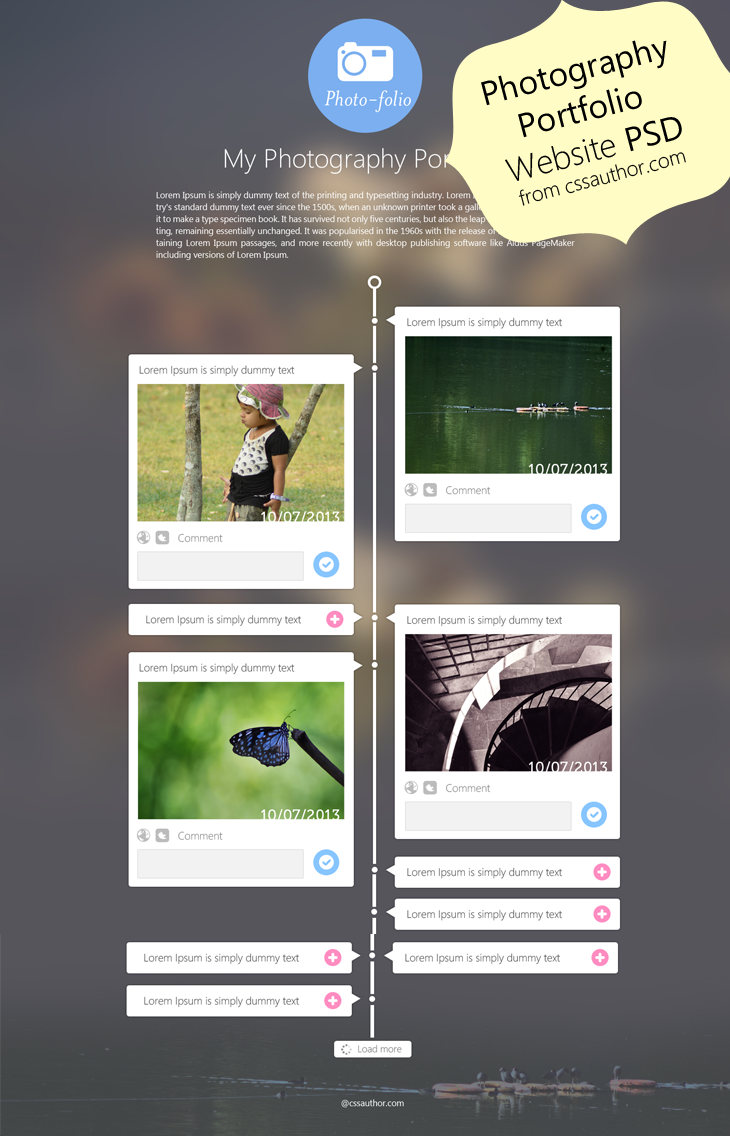 Photo-folio
Photography
Portfolio
Website PSD
from cssauthor.com
My Photography Por
Lorem Ipsum is simply dummy text of the printing and typesetting industry. Lorem
try's standard dummy text ever since the 1500s, when an unknown printer took a
it to make a type specimen book. It has survived not only five centuries, but also the leap
ting, remaining essentially unchanged. It was popularised in the 1960s with the release of
taining Lorem Ipsum passages, and more recently with desktop publishing software like Aldus PageMaker
including versions of Lorem Ipsum.
Lorem Ipsum is simply dummy text
10/07/2013
Comment
Lorem Ipsum is simply dummy text
10/07/2013
Comment
Lorem Ipsum is simply dummy text
Lorem Ipsum is simply dummy text
10/07/2013
Comment
Lorem Ipsum is simply dummy text
10/07/2013
Comment
Lorem Ipsum is simply dummy text
Lorem Ipsum is simply dummy text
Lorem Ipsum is simply dummy text
Lorem Ipsum is simply dummy text
Lorem Ipsum is simply dummy text
Load more
@cssauthor.com